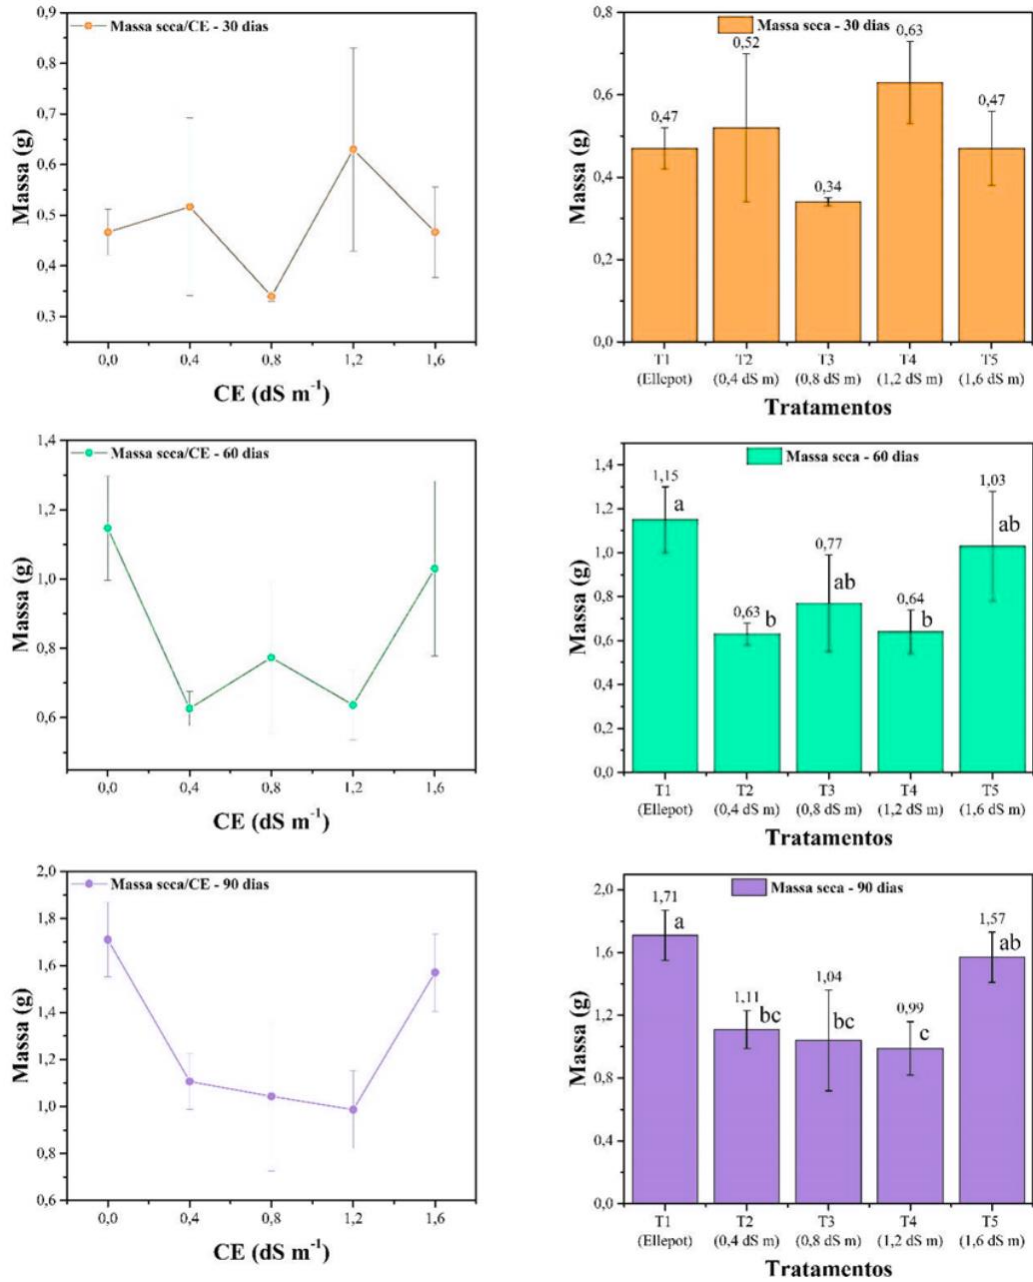 Massa seca/CE - 30 dias
Massa (g)
0,9
0,8
0,7
0,6
0,5
0,4
0,3
0,0 0,4 0,8 1,2 1,6
CE (dS m-1)
Massa seca - 30 dias
Massa (g)
0,8
0,6
0,4
0,2
0,0
0,47 0,52 0,34 0,63 0,47
T1 T2 T3 T4 T5
(Ellepot) (0,4 dS m) (0,8 dS m) (1,2 dS m) (1,6 dS m)
Tratamentos
Massa seca/CE - 60 dias
Massa (g)
1,4
1,2
1,0
0,8
0,6
0,0 0,4 0,8 1,2 1,6
CE (dS m-1)
Massa seca - 60 dias
Massa (g)
1,4
1,2
1,0
0,8
0,6
0,4
0,2
0,0
1,15 0,63 0,77 0,64 1,03
a b ab b ab
T1 T2 T3 T4 T5
(Ellepot) (0,4 dS m) (0,8 dS m) (1,2 dS m) (1,6 dS m)
Tratamentos
Massa seca/CE - 90 dias
Massa (g)
2,0
1,8
1,6
1,4
1,2
1,0
0,8
0,6
0,0 0,4 0,8 1,2 1,6
CE (dS m-1)
Massa seca - 90 dias
Massa (g)
2,0
1,6
1,2
0,8
0,4
0,0
1,71 1,11 1,04 0,99 1,57
a bc bc c ab
T1 T2 T3 T4 T5
(Ellepot) (0,4 dS m) (0,8 dS m) (1,2 dS m) (1,6 dS m)
Tratamentos